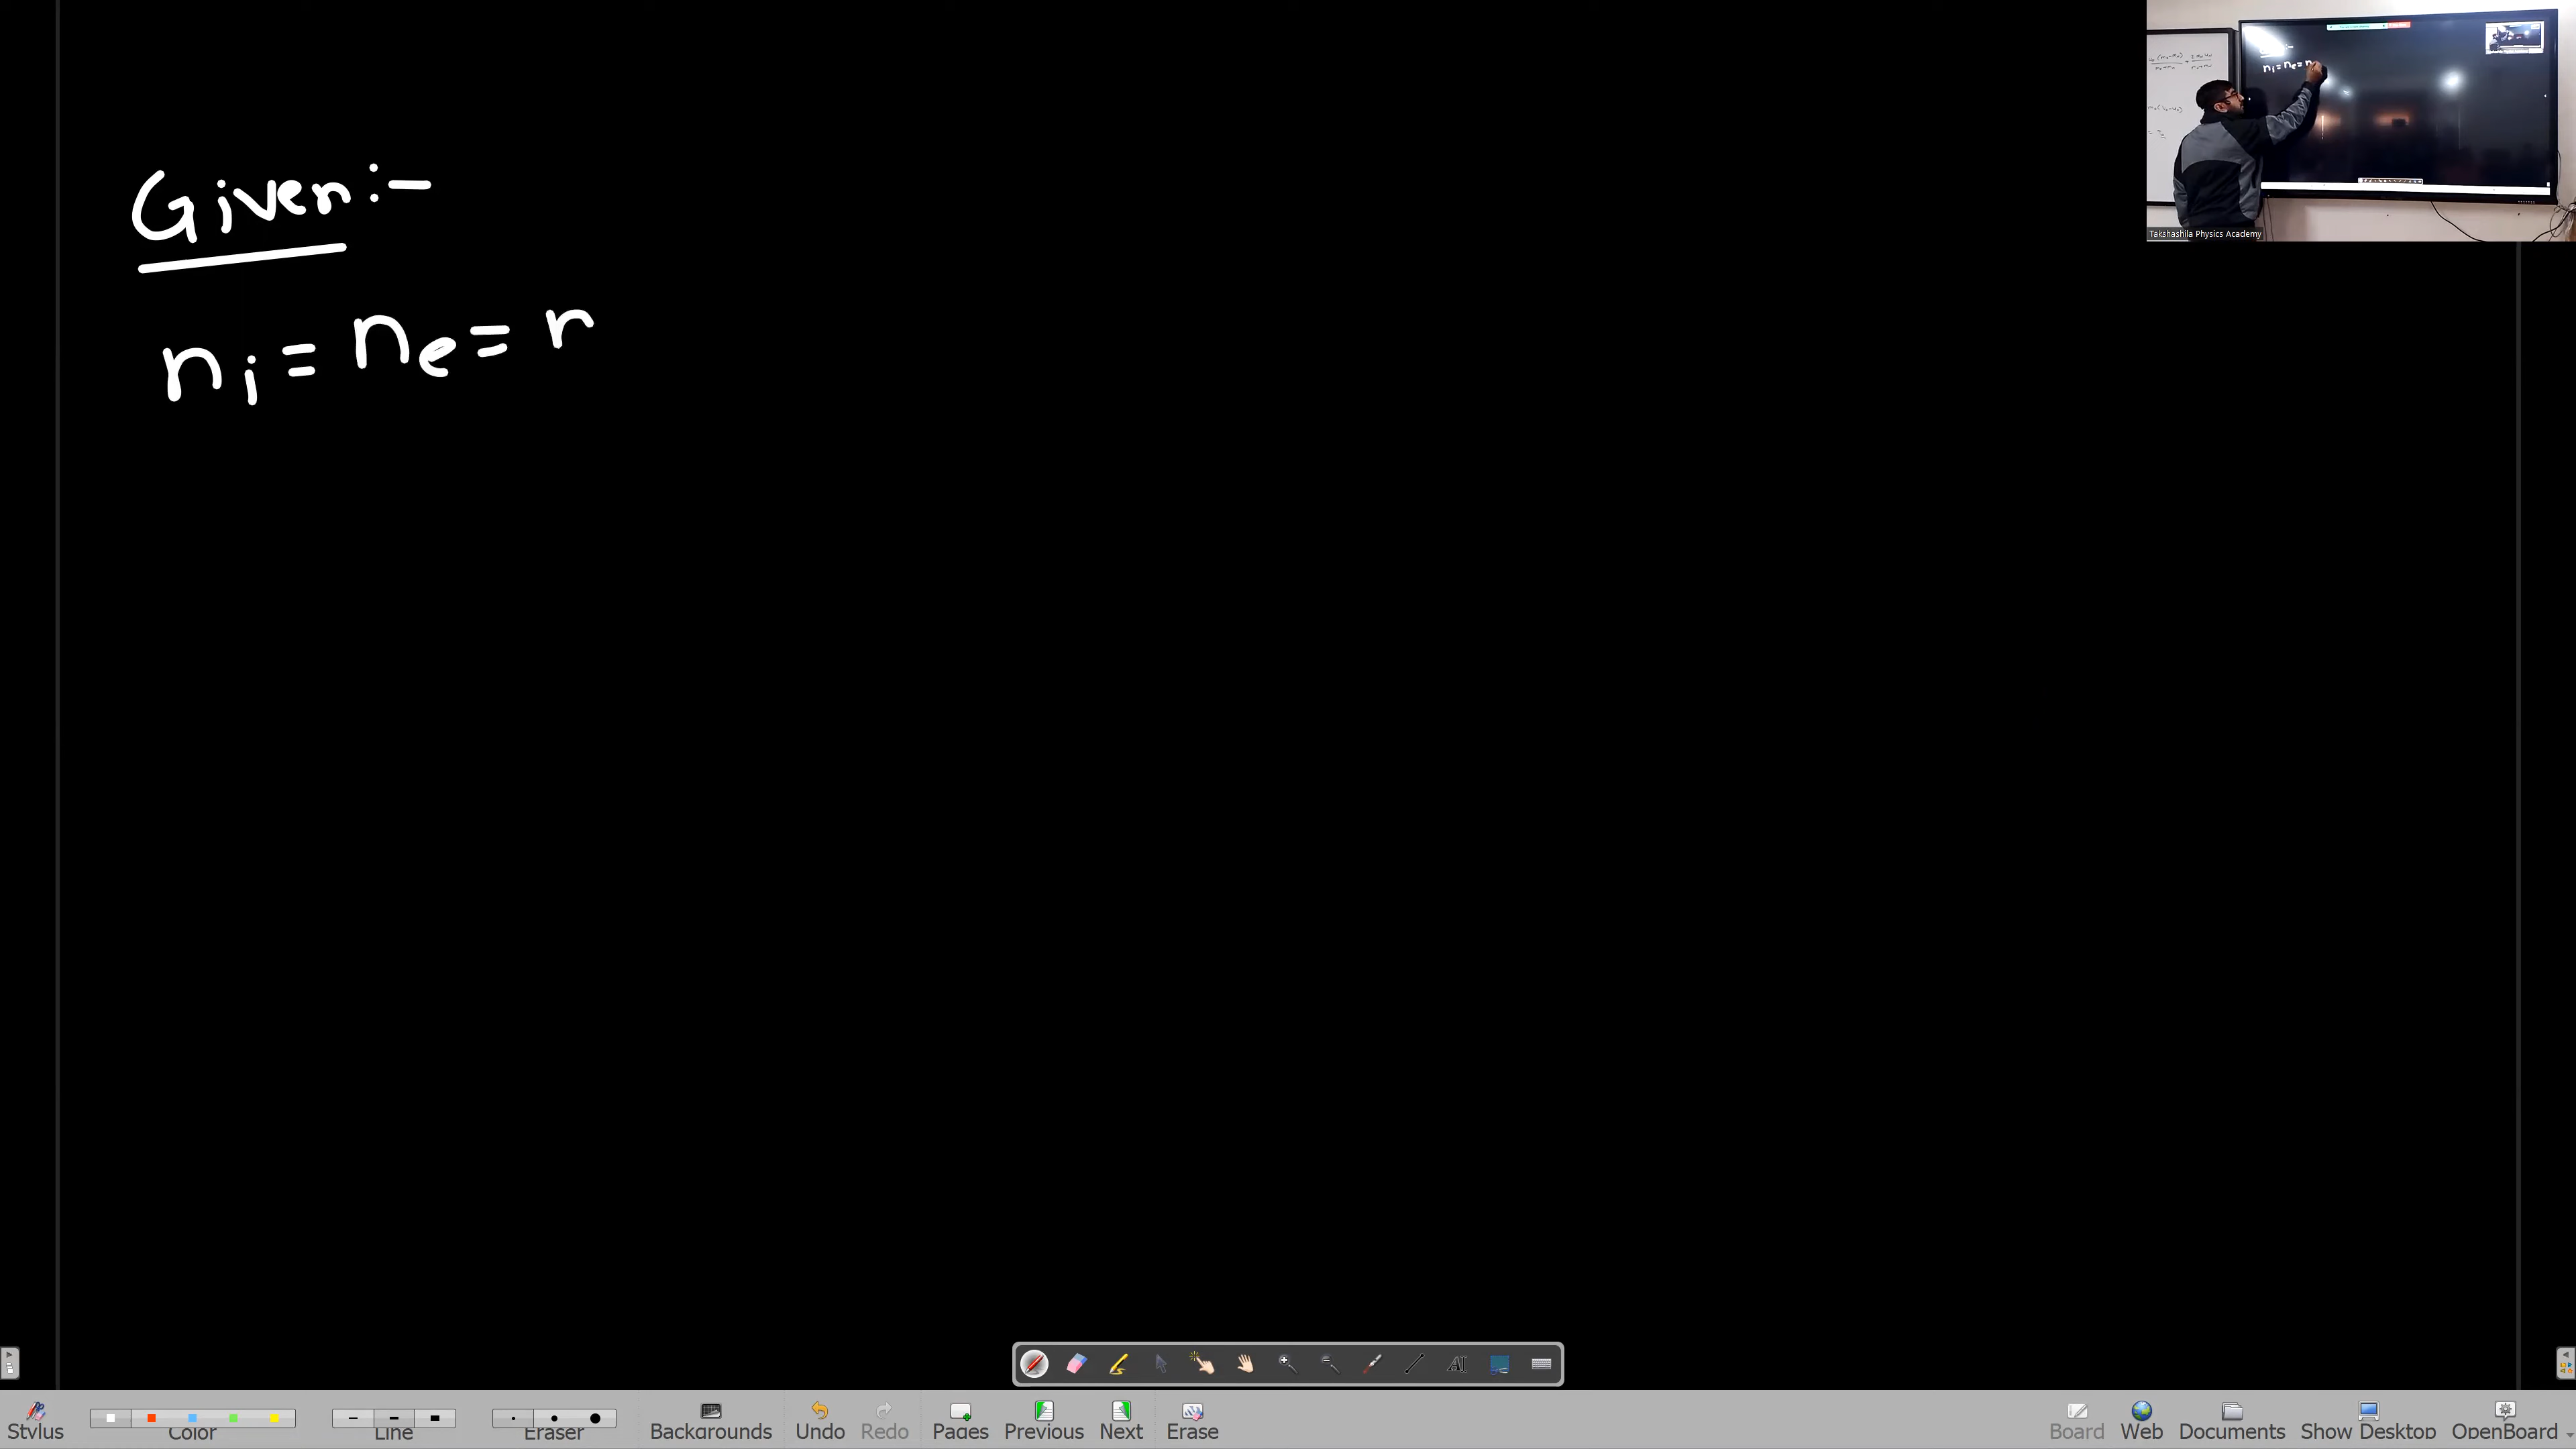 Takshashila Physics Academy
Given:-
nᵢ = nₑ = r
Stylus
Color
Line
Eraser
Backgrounds
Undo
Redo
Pages
Previous
Next
Erase
Board
Web
Documents
Show Desktop
OpenBoard